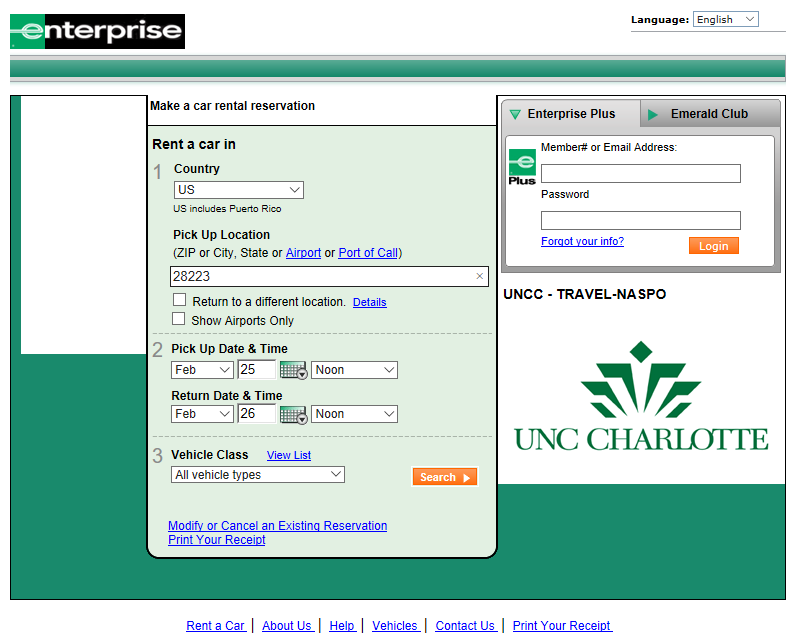 enterprise
Language: English
Make a car rental reservation
Rent a car in
1 Country
US
US includes Puerto Rico
Pick Up Location
(ZIP or City, State or Airport or Port of Call)
28223 ×
Return to a different location. Details
Show Airports Only
2 Pick Up Date & Time
Feb 25 Noon
Return Date & Time
Feb 26 Noon
3 Vehicle Class View List
All vehicle types
Search
Modify or Cancel an Existing Reservation
Print Your Receipt
Enterprise Plus Emerald Club
e Plus
Member# or Email Address:
Password
Forgot your info? Login
UNCC - TRAVEL-NASPO
UNC CHARLOTTE
Rent a Car | About Us | Help | Vehicles | Contact Us | Print Your Receipt